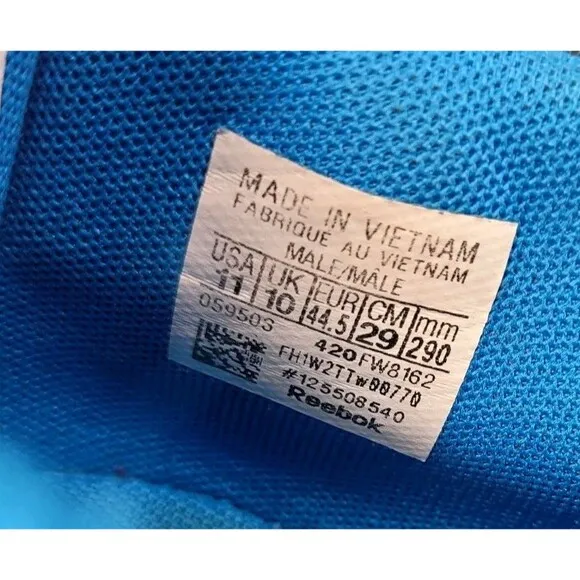 MADE IN VIETNAM
FABRIQUE AU VIETNAM
MALE/MÂLE
USA UK EUR CM mm
11 10 44.5 29 290
059503 420 FW8162
FH1W2TTw00770
#125508540
Reebok